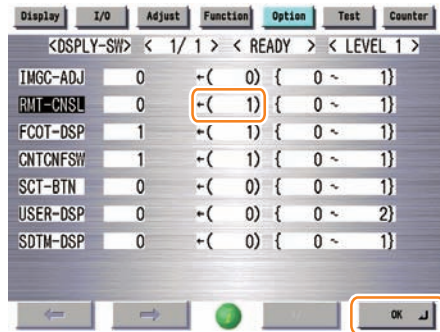 Display I/O Adjust Function Option Test Counter
<DSPLY-SW> < 1/ 1 > < READY > < LEVEL 1 >
IMGC-ADJ 0 ←( 0) { 0 ~ 1}
RMT-CNSL 0 ←( 1) { 0 ~ 1}
FCOT-DSP 1 ←( 1) { 0 ~ 1}
CNTCNFSW 1 ←( 1) { 0 ~ 1}
SCT-BTN 0 ←( 0) { 0 ~ 1}
USER-DSP 0 ←( 0) { 0 ~ 2}
SDTM-DSP 0 ←( 0) { 0 ~ 1}
OK